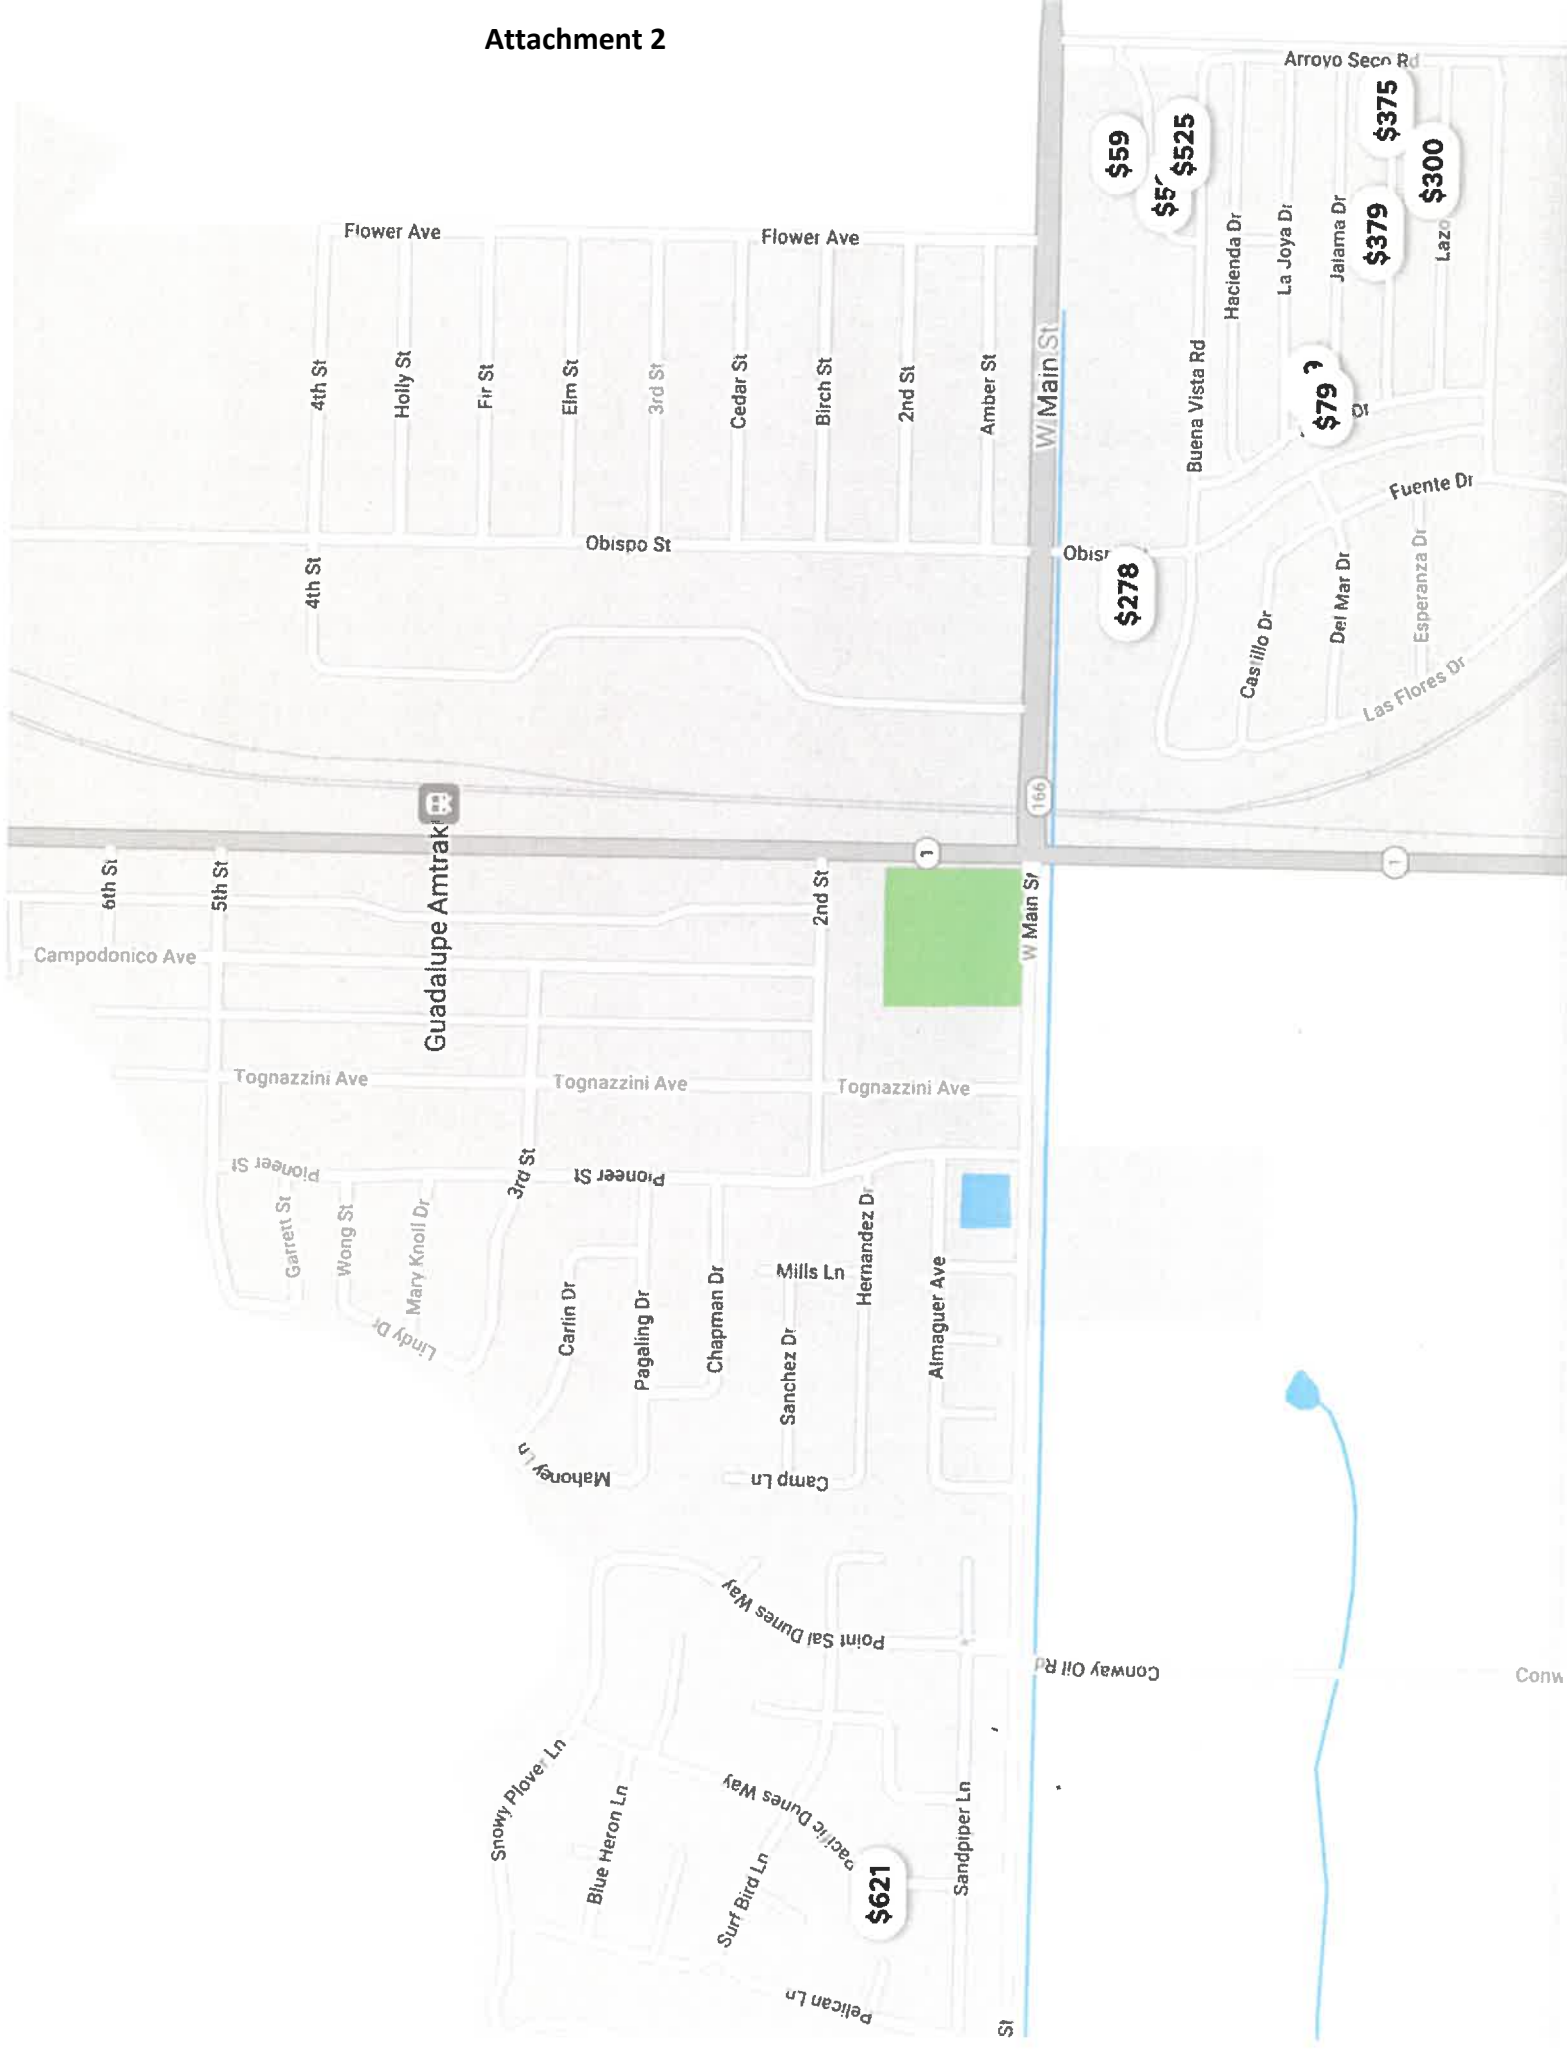 Attachment 2
Arroyo Seco Rd
$59
$525
$375
$300
$379
Flower Ave
Flower Ave
Hacienda Dr
La Joya Dr
Jalama Dr
Lazo
4th St
Holly St
Fir St
Elm St
3rd St
Cedar St
Birch St
2nd St
Amber St
W Main St
Buena Vista Rd
$79
Dr
Fuente Dr
Obispo St
4th St
$278
Castillo Dr
Del Mar Dr
Esperanza Dr
Las Flores Dr
166
1
1
6th St
5th St
Guadalupe Amtrak
2nd St
W Main St
Campodonico Ave
Tognazzini Ave
Tognazzini Ave
Tognazzini Ave
Pioneer St
3rd St
Pioneer St
Garrett St
Wong St
Mary Knoll Dr
Lindy Dr
Carlin Dr
Pagaling Dr
Chapman Dr
Mills Ln
Sanchez Dr
Hernandez Dr
Almaguer Ave
Mahoney Ln
Camp Ln
Point Sal Dunes Way
Conway Oil Rd
Conw
Snowy Plover Ln
Blue Heron Ln
Pacific Dunes Way
Surf Bird Ln
$621
Sandpiper Ln
Pelican Ln
St